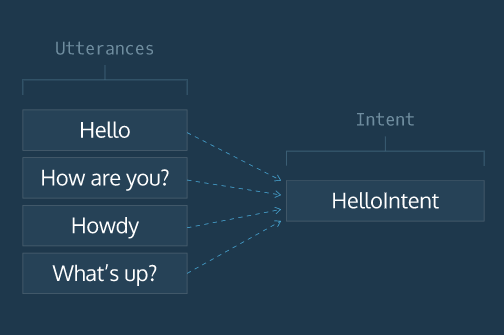 Utterances
Hello
How are you?
Howdy
What's up?
Intent
HelloIntent